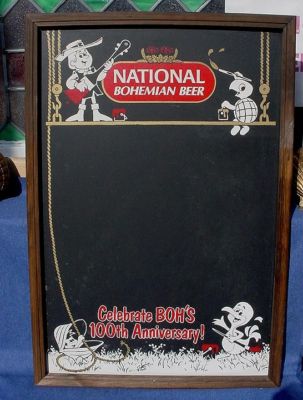 NATIONAL
BOHEMIAN BEER
Celebrate BOH'S
100th Anniversary!